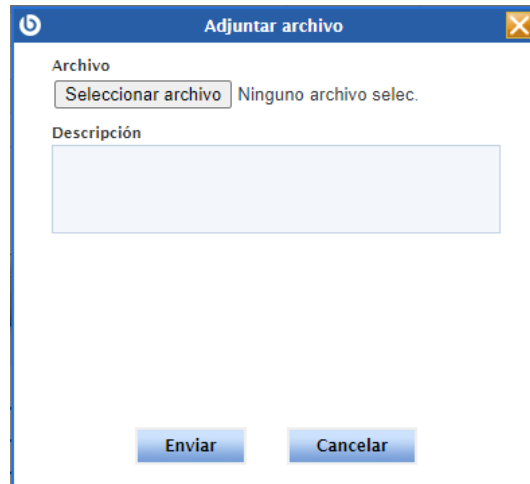 Adjuntar archivo
Archivo
Seleccionar archivo Ninguno archivo selec.
Descripción
Enviar Cancelar